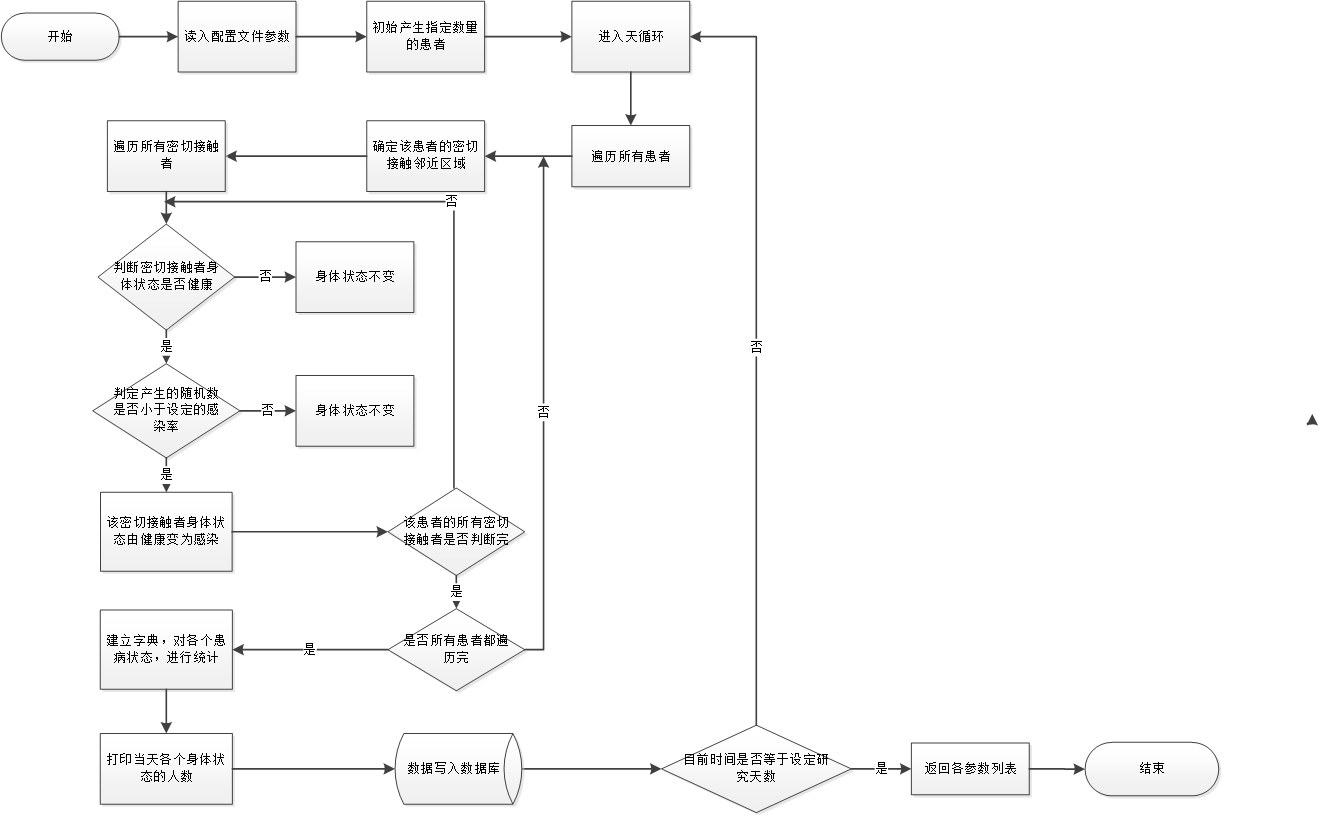 开始
读入配置文件参数
初始产生指定数量
的患者
进入天循环
遍历所有患者
确定该患者的密切
接触邻近区域
遍历所有密切接触
者
否
判断密切接触者身
体状态是否健康
否
身体状态不变
是
判定产生的随机数
是否小于设定的感
染率
否
身体状态不变
是
该密切接触者身体状
态由健康变为感染
该患者的所有密切
接触者是否判断完
是
是否所有患者都遍
历完
否
是
建立字典，对各个患
病状态，进行统计
打印当天各个身体状
态的人数
数据写入数据库
目前时间是否等于设定研
究天数
否
是
返回各参数列表
结束